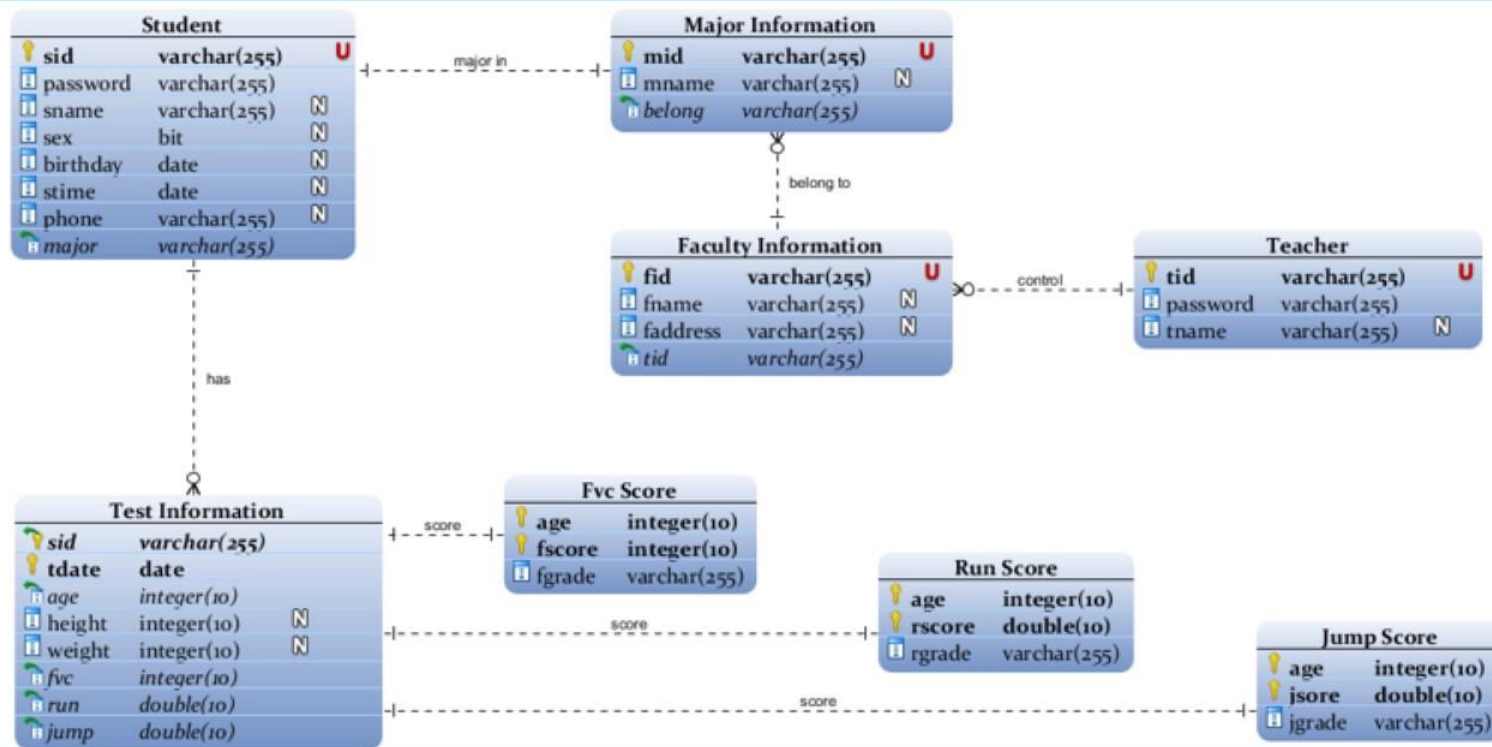 Student
sid varchar(255) U
password varchar(255)
sname varchar(255) N
sex bit N
birthday date N
stime date N
phone varchar(255) N
major varchar(255)
major in
Major Information
mid varchar(255) U
mname varchar(255) N
belong varchar(255)
belong to
Faculty Information
fid varchar(255) U
fname varchar(255) N
faddress varchar(255) N
tid varchar(255)
control
Teacher
tid varchar(255) U
password varchar(255)
tname varchar(255) N
has
Test Information
sid varchar(255)
tdate date
age integer(10)
height integer(10) N
weight integer(10) N
fvc integer(10)
run double(10)
jump double(10)
score
Fvc Score
age integer(10)
fscore integer(10)
fgrade varchar(255)
score
Run Score
age integer(10)
rscore double(10)
rgrade varchar(255)
score
Jump Score
age integer(10)
jsore double(10)
jgrade varchar(255)